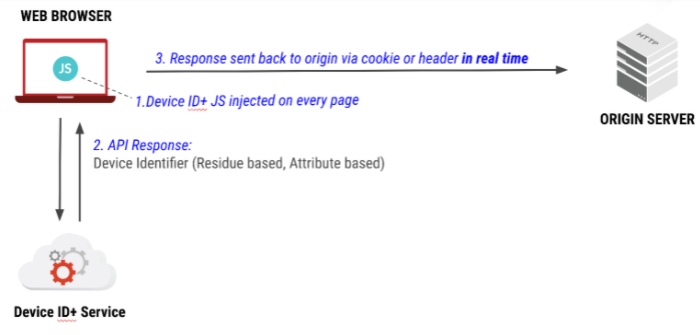 WEB BROWSER
JS
3. Response sent back to origin via cookie or header in real time
HTTP
1.Device ID+ JS injected on every page
ORIGIN SERVER
2. API Response:
Device Identifier (Residue based, Attribute based)
Device ID+ Service